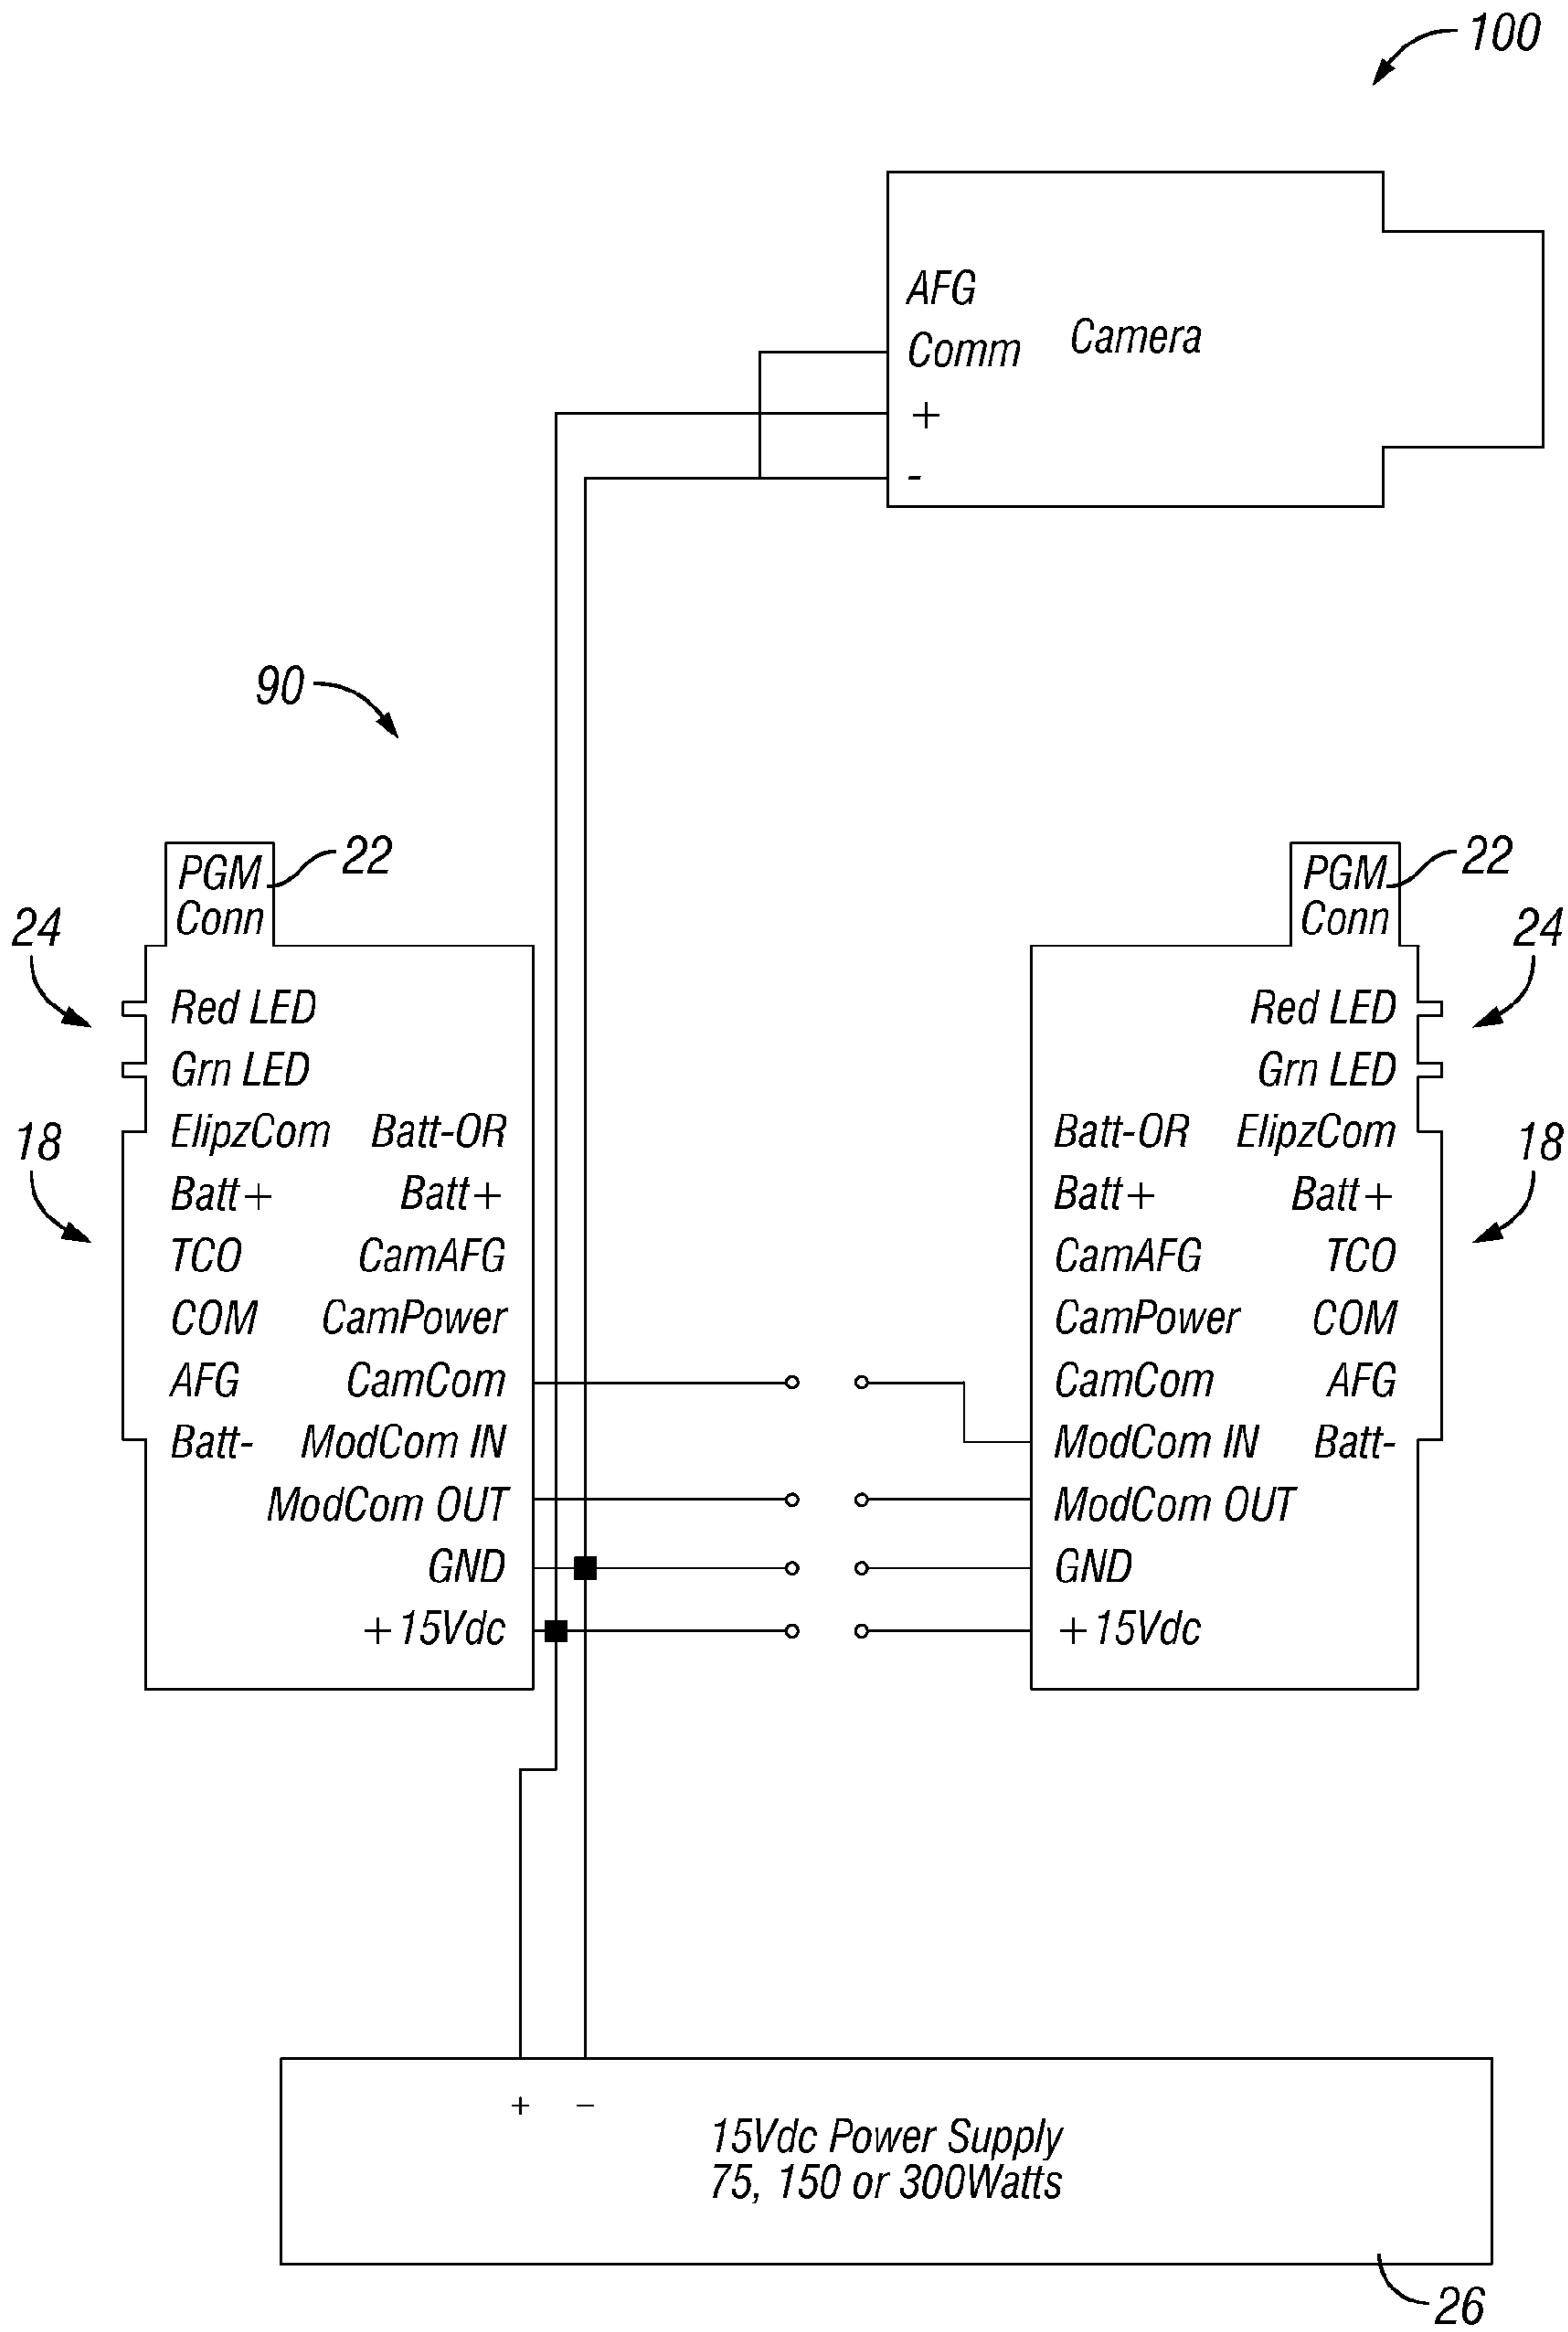 100
AFG
Comm
Camera
+
-
90
PGM
Conn
22
24
Red LED
Grn LED
18
ElipzCom Batt-OR
Batt+ Batt+
TCO CamAFG
COM CamPower
AFG CamCom
Batt- ModCom IN
ModCom OUT
GND
+15Vdc
PGM
Conn
22
24
Red LED
Grn LED
18
Batt-OR ElipzCom
Batt+ Batt+
CamAFG TCO
CamPower COM
CamCom AFG
ModCom IN Batt-
ModCom OUT
GND
+15Vdc
+ −
15Vdc Power Supply
75, 150 or 300Watts
26